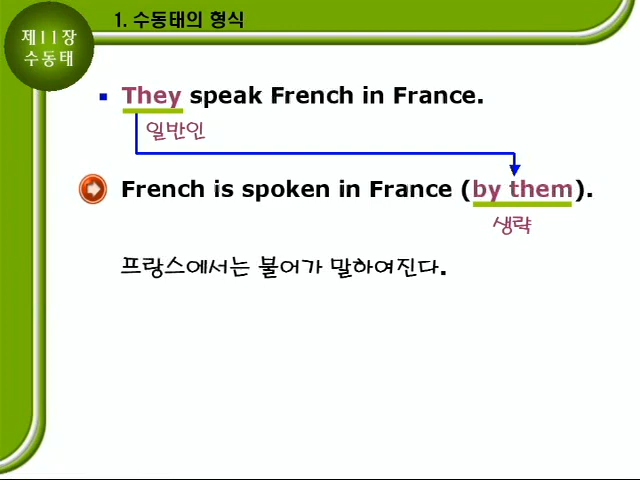 1. 수동태의 형식
제11장
수동태
They speak French in France.
일반인
French is spoken in France (by them).
생략
프랑스에서는 불어가 말하여진다.